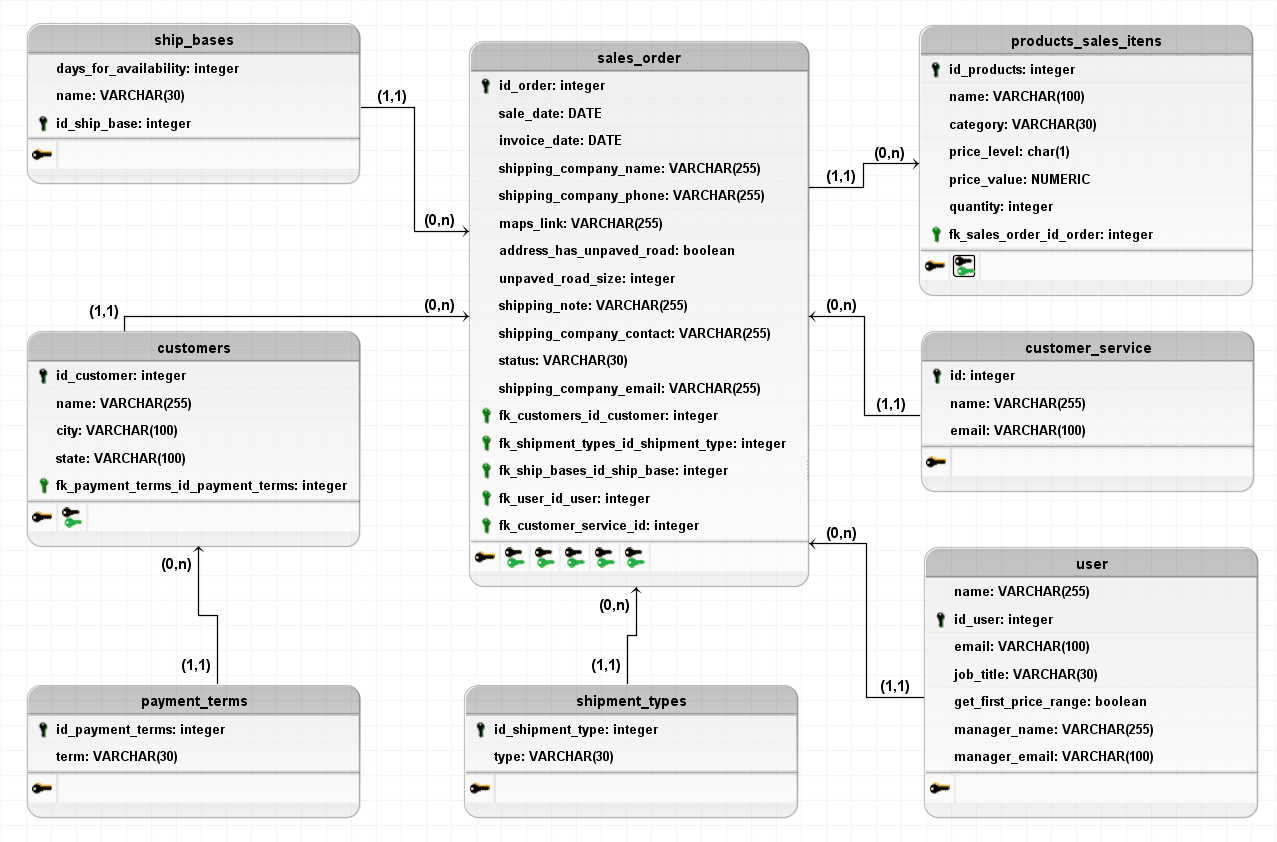 ship_bases
days_for_availability: integer
name: VARCHAR(30)
id_ship_base: integer
(1,1)
(0,n)
sales_order
id_order: integer
sale_date: DATE
invoice_date: DATE
shipping_company_name: VARCHAR(255)
shipping_company_phone: VARCHAR(255)
maps_link: VARCHAR(255)
address_has_unpaved_road: boolean
unpaved_road_size: integer
shipping_note: VARCHAR(255)
shipping_company_contact: VARCHAR(255)
status: VARCHAR(30)
shipping_company_email: VARCHAR(255)
fk_customers_id_customer: integer
fk_shipment_types_id_shipment_type: integer
fk_ship_bases_id_ship_base: integer
fk_user_id_user: integer
fk_customer_service_id: integer
(1,1)
(0,n)
products_sales_itens
id_products: integer
name: VARCHAR(100)
category: VARCHAR(30)
price_level: char(1)
price_value: NUMERIC
quantity: integer
fk_sales_order_id_order: integer
(1,1)
(0,n)
customers
id_customer: integer
name: VARCHAR(255)
city: VARCHAR(100)
state: VARCHAR(100)
fk_payment_terms_id_payment_terms: integer
(0,n)
(1,1)
customer_service
id: integer
name: VARCHAR(255)
email: VARCHAR(100)
(0,n)
(1,1)
payment_terms
id_payment_terms: integer
term: VARCHAR(30)
(0,n)
(1,1)
shipment_types
id_shipment_type: integer
type: VARCHAR(30)
(0,n)
(1,1)
user
name: VARCHAR(255)
id_user: integer
email: VARCHAR(100)
job_title: VARCHAR(30)
get_first_price_range: boolean
manager_name: VARCHAR(255)
manager_email: VARCHAR(100)